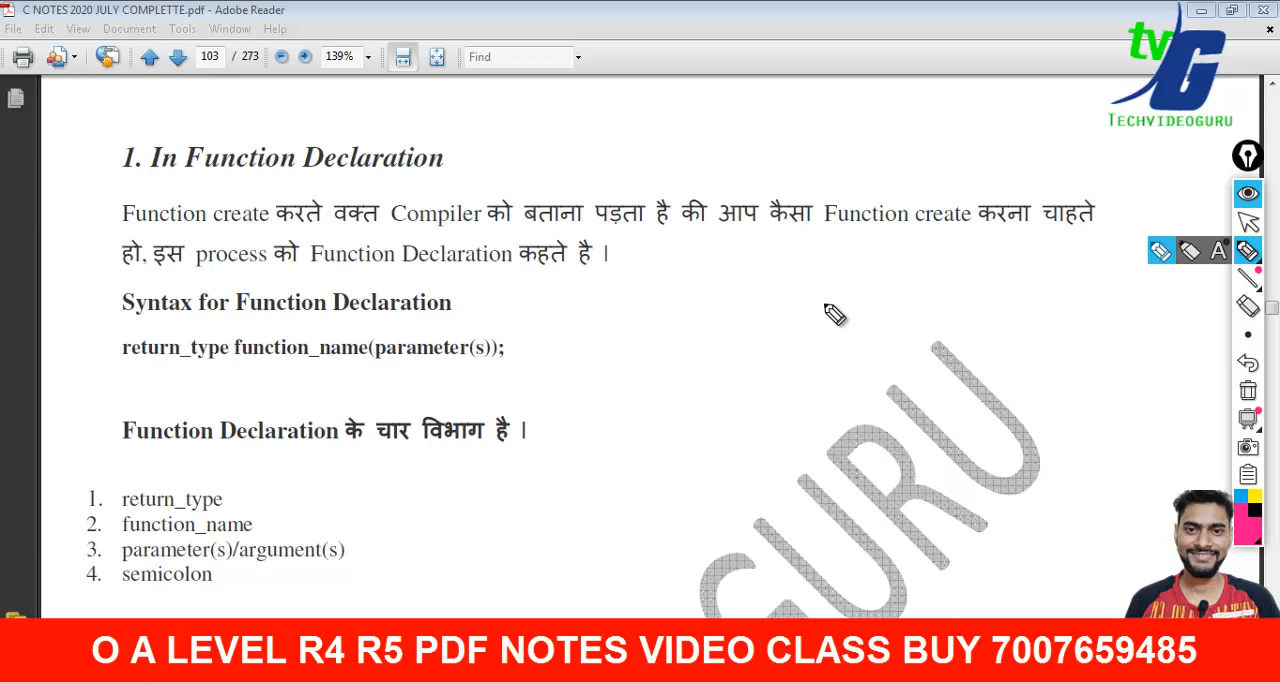 C NOTES 2020 JULY COMPLETTE.pdf - Adobe Reader
File Edit View Document Tools Window Help
103 / 273 139% Find
tv G
TECHVIDEOGURU
1. In Function Declaration
Function create करते वक्त Compiler को बताना पड़ता है की आप कैसा Function create करना चाहते
हो, इस process को Function Declaration कहते है |
Syntax for Function Declaration
return_type function_name(parameter(s));
Function Declaration के चार विभाग है |
1. return_type
2. function_name
3. parameter(s)/argument(s)
4. semicolon
GURU
A
O A LEVEL R4 R5 PDF NOTES VIDEO CLASS BUY 7007659485